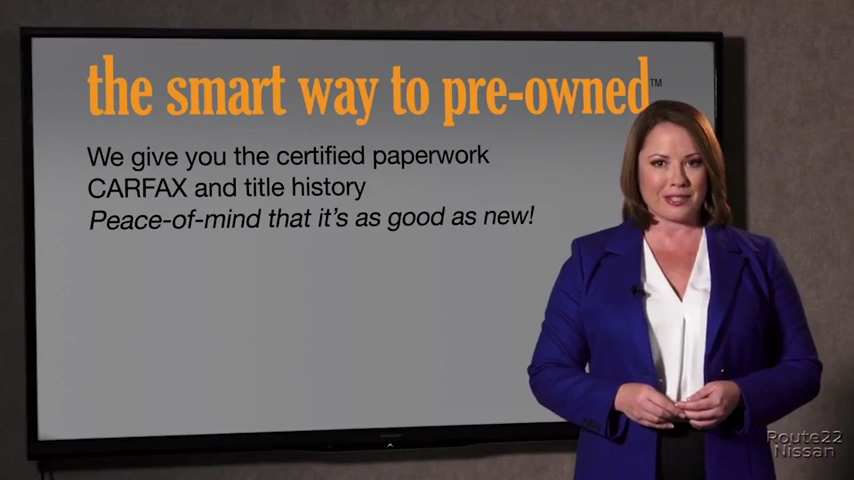 the smart way to pre-owned™
We give you the certified paperwork
CARFAX and title history
Peace-of-mind that it's as good as new!
Route22
Nissan